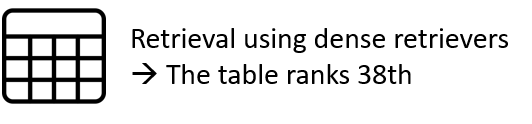 Retrieval using dense retrievers
→ The table ranks 38th